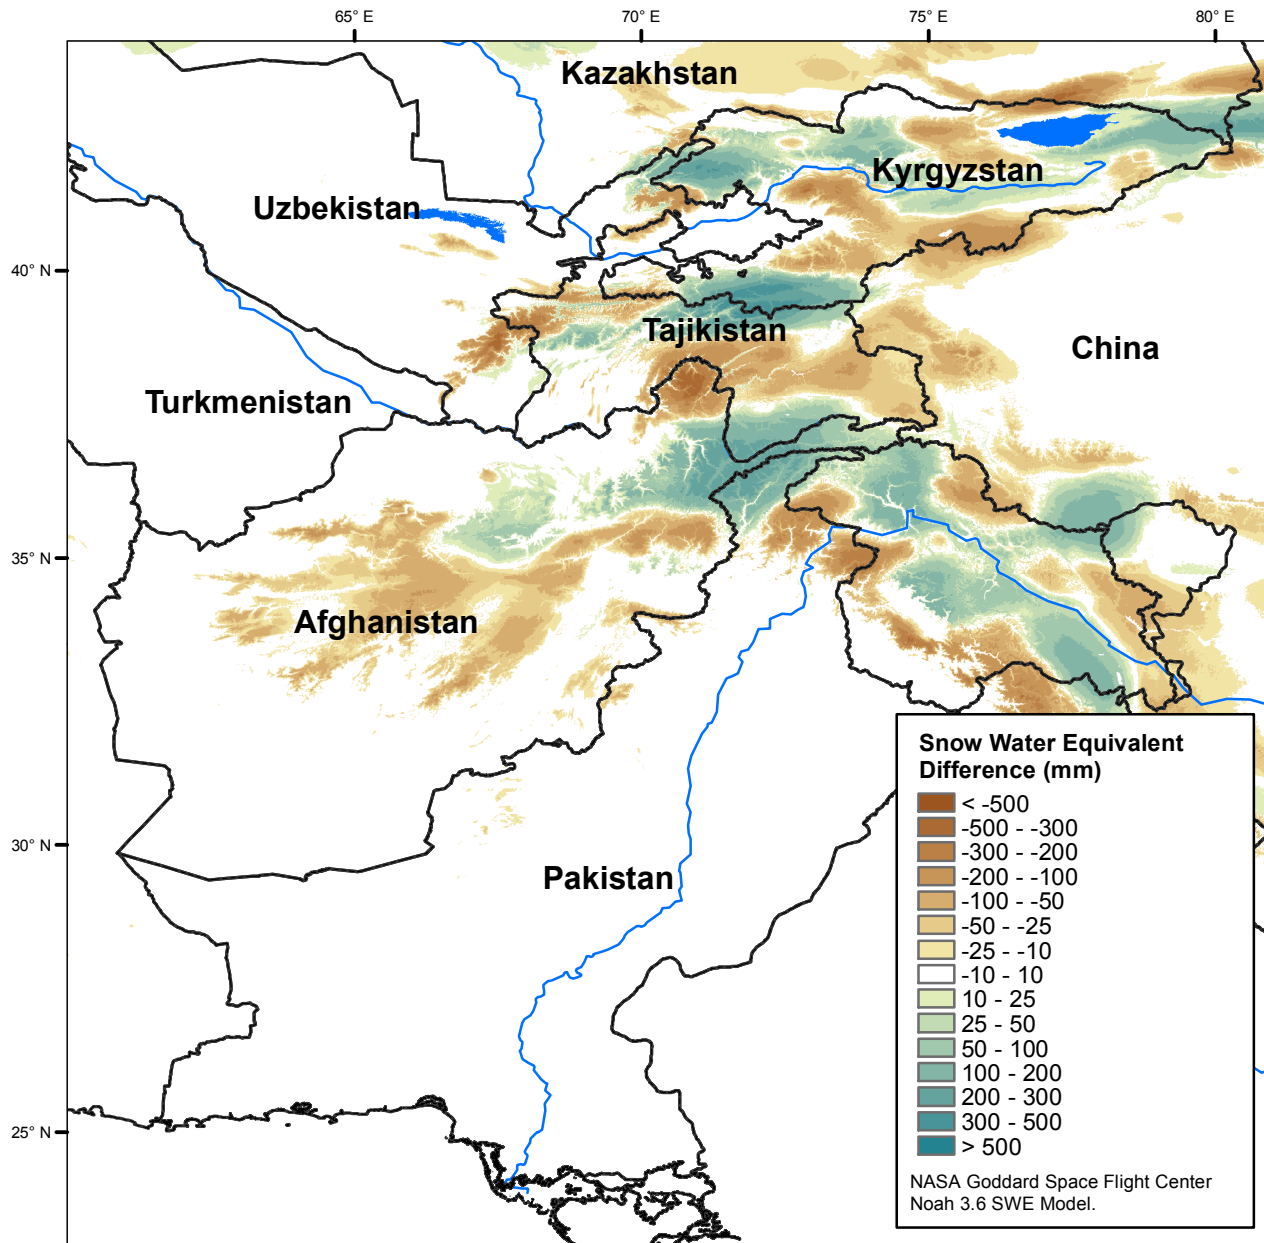 65° E
70° E
75° E
80° E
Kazakhstan
Kyrgyzstan
Uzbekistan
40° N
Tajikistan
China
Turkmenistan
35° N
Afghanistan
Snow Water Equivalent
Difference (mm)
< -500
-500 - -300
-300 - -200
-200 - -100
-100 - -50
-50 - -25
-25 - -10
-10 - 10
10 - 25
25 - 50
50 - 100
100 - 200
200 - 300
300 - 500
> 500
30° N
Pakistan
25° N
NASA Goddard Space Flight Center
Noah 3.6 SWE Model.